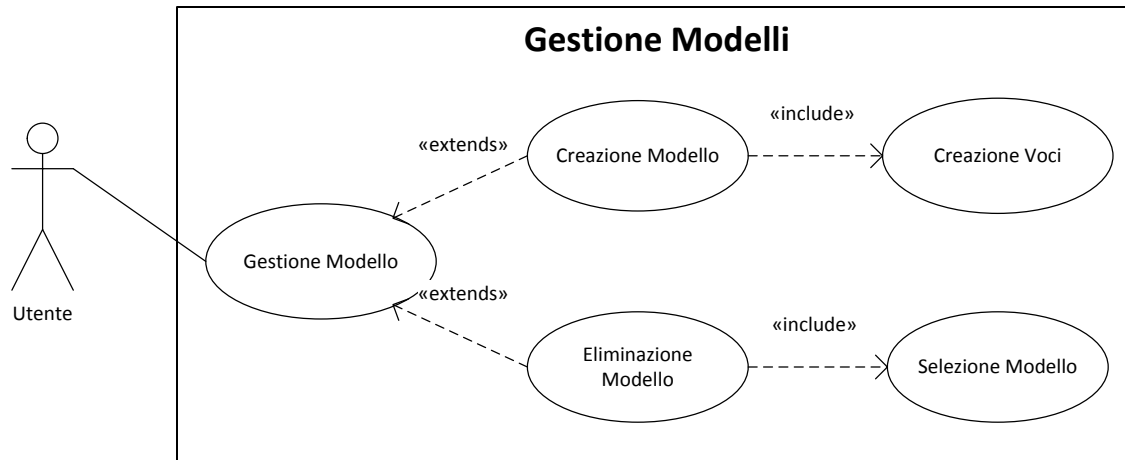 Gestione Modelli
«extends»
Creazione Modello
«include»
Creazione Voci
Gestione Modello
Utente
«extends»
Eliminazione
Modello
«include»
Selezione Modello